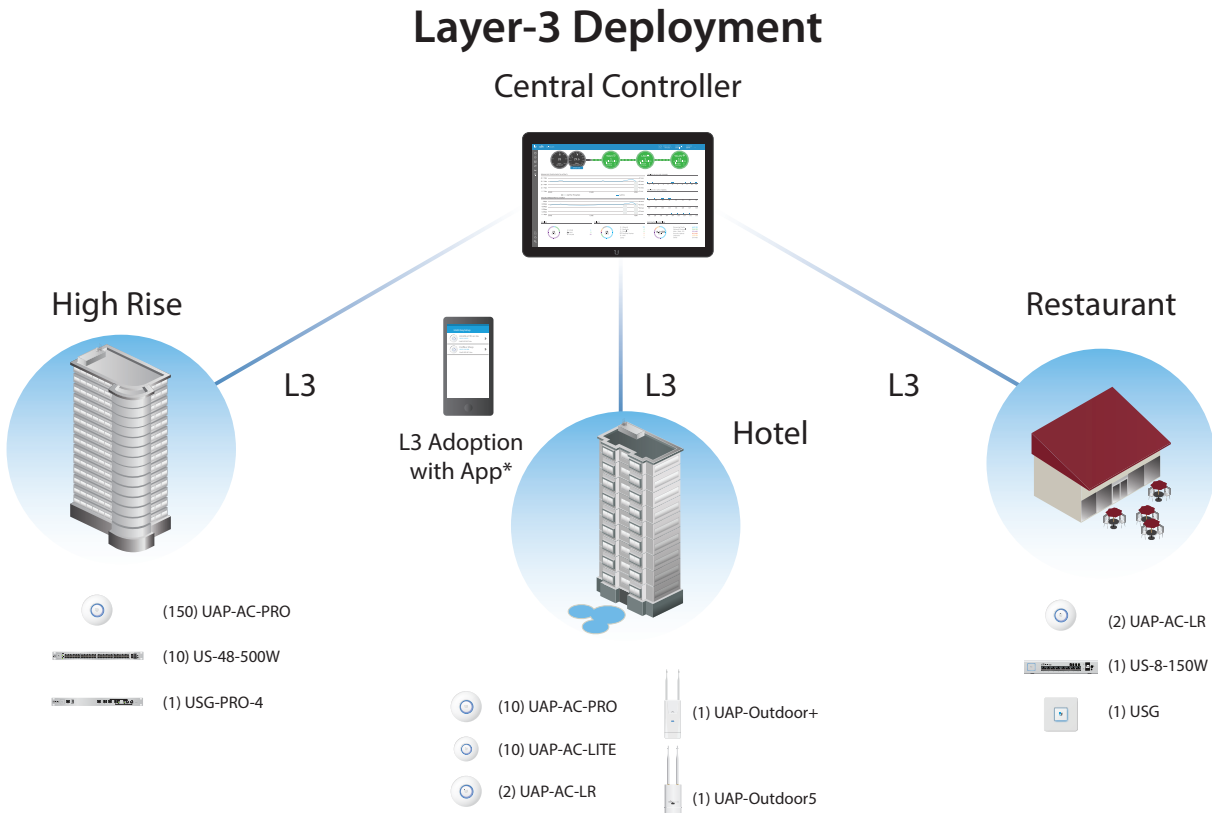 Layer-3 Deployment
Central Controller
High Rise
L3
L3 Adoption
with App*
L3
Hotel
L3
Restaurant
(150) UAP-AC-PRO
(10) US-48-500W
(1) USG-PRO-4
(10) UAP-AC-PRO
(10) UAP-AC-LITE
(2) UAP-AC-LR
(1) UAP-Outdoor+
(1) UAP-Outdoor5
(2) UAP-AC-LR
(1) US-8-150W
(1) USG